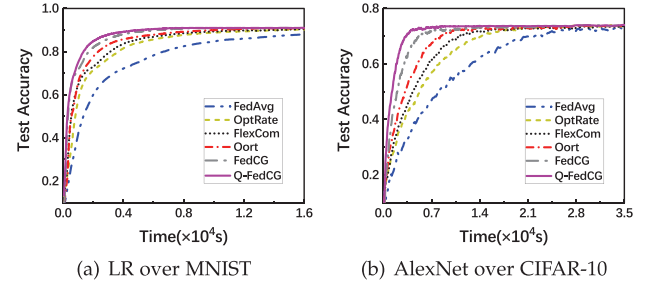 1.0
0.8
0.6
0.4
0.2
Test Accuracy
FedAvg
OptRate
FlexCom
Oort
FedCG
Q-FedCG
0.0 0.4 0.8 1.2 1.6
Time(×10⁴s)
(a) LR over MNIST
0.8
0.6
0.4
0.2
Test Accuracy
FedAvg
OptRate
FlexCom
Oort
FedCG
Q-FedCG
0.0 0.7 1.4 2.1 2.8 3.5
Time(×10⁴s)
(b) AlexNet over CIFAR-10